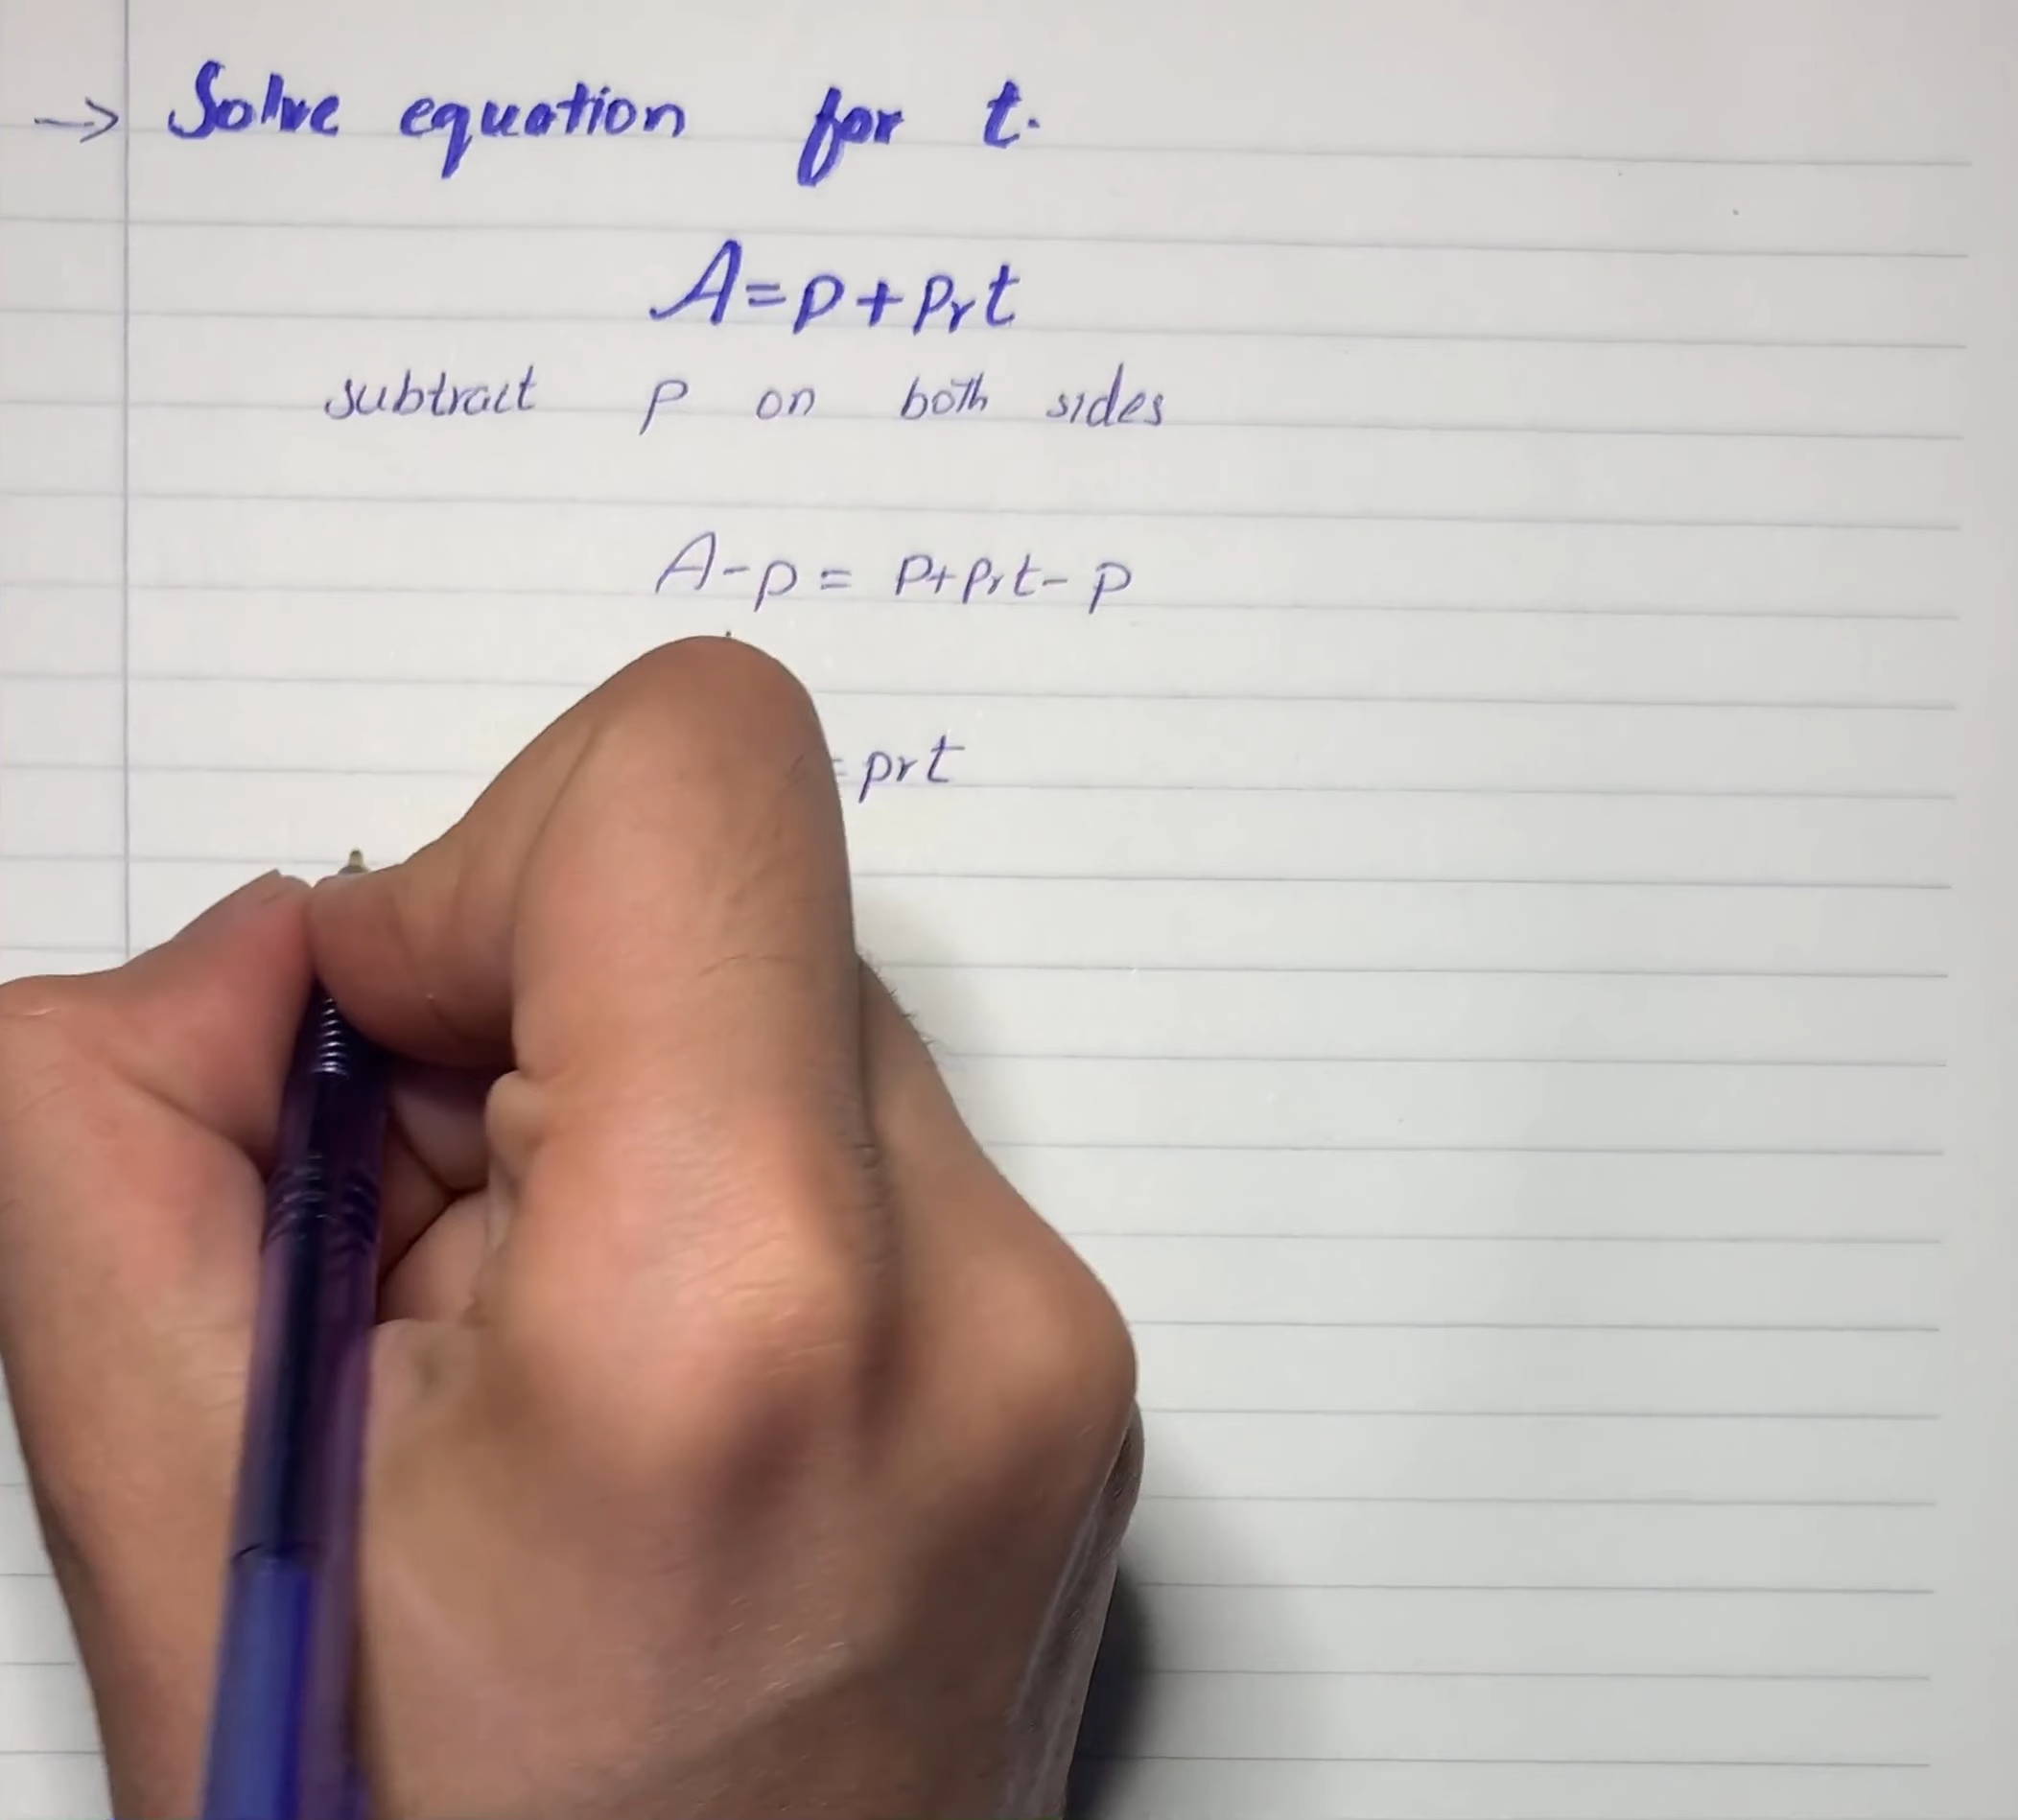 → Solve equation for t.
A=p+prt
subtract p on both sides
A-p= p+prt- p
= prt